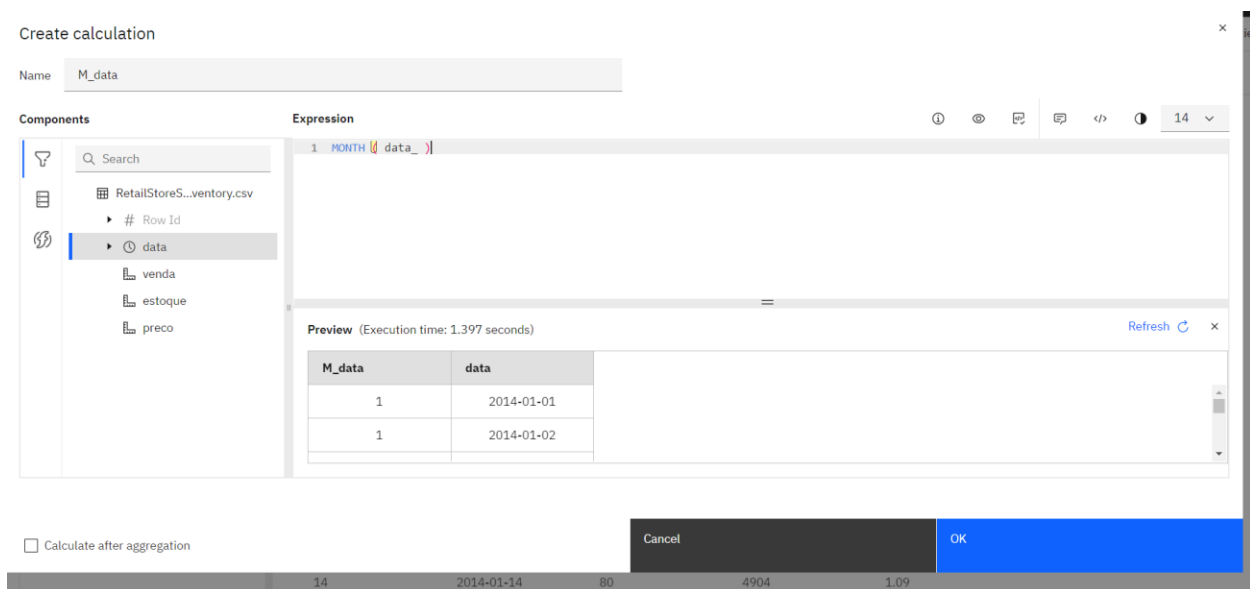 Create calculation
Name M_data
Components
Expression
14
Search
RetailStoreS...ventory.csv
# Row Id
data
venda
estoque
preco
1 MONTH ( data_ )
Preview (Execution time: 1.397 seconds)
Refresh
M_data data
1 2014-01-01
1 2014-01-02
Calculate after aggregation
Cancel
OK
14 2014-01-14 80 4904 1.09